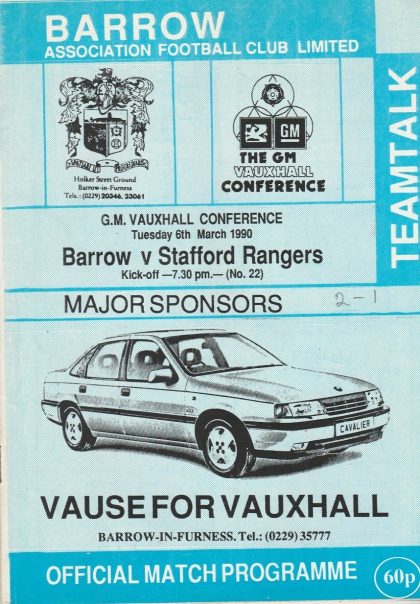 BARROW
ASSOCIATION FOOTBALL CLUB LIMITED
TEAMTALK
Holker Street Ground
Barrow-in-Furness
Tels.: (0229) 20346, 23061
GM
THE GM
VAUXHALL
CONFERENCE
G.M. VAUXHALL CONFERENCE
Tuesday 6th March 1990
Barrow v Stafford Rangers
Kick-off —7.30 pm.— (No. 22)
MAJOR SPONSORS
2-1
CAVALIER
VAUSE FOR VAUXHALL
BARROW-IN-FURNESS. Tel.: (0229) 35777
OFFICIAL MATCH PROGRAMME
60p